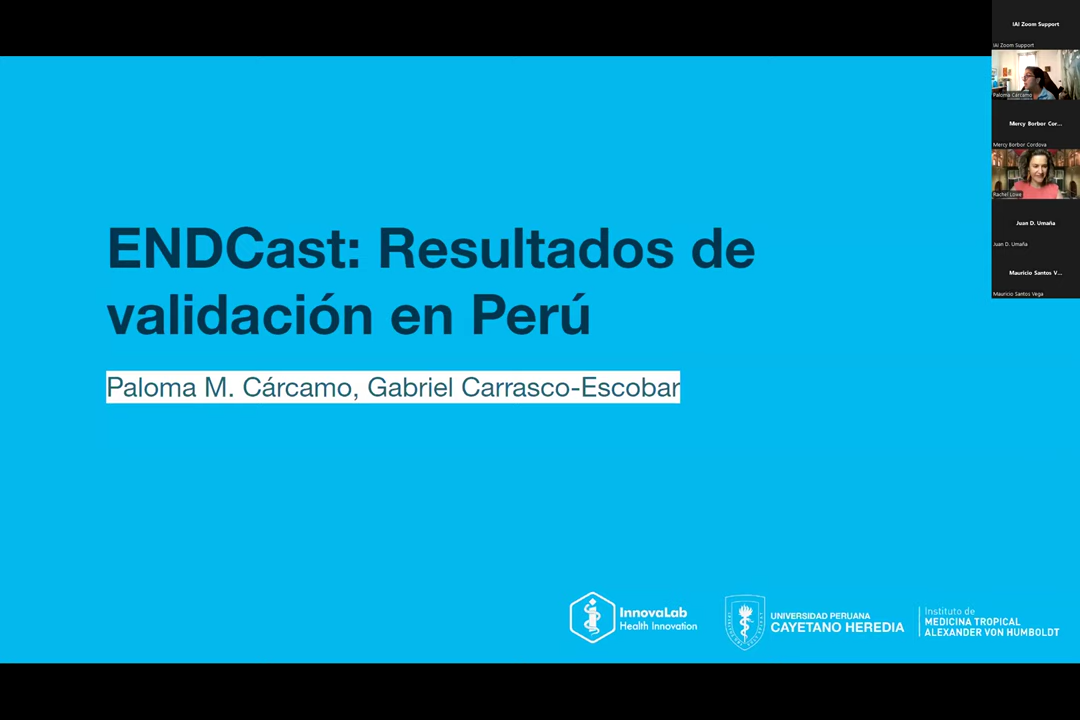 ENDCast: Resultados de
validación en Perú
Paloma M. Cárcamo, Gabriel Carrasco-Escobar
InnovaLab
Health Innovation
UNIVERSIDAD PERUANA
CAYETANO HEREDIA
Instituto de
MEDICINA TROPICAL
ALEXANDER VON HUMBOLDT
IAI Zoom Support
IAI Zoom Support
Paloma Cárcamo
Mercy Borbor Cor...
Mercy Borbor Cordova
Rachel Lowe
Juan D. Umaña
Juan D. Umaña
Mauricio Santos V...
Mauricio Santos Vega